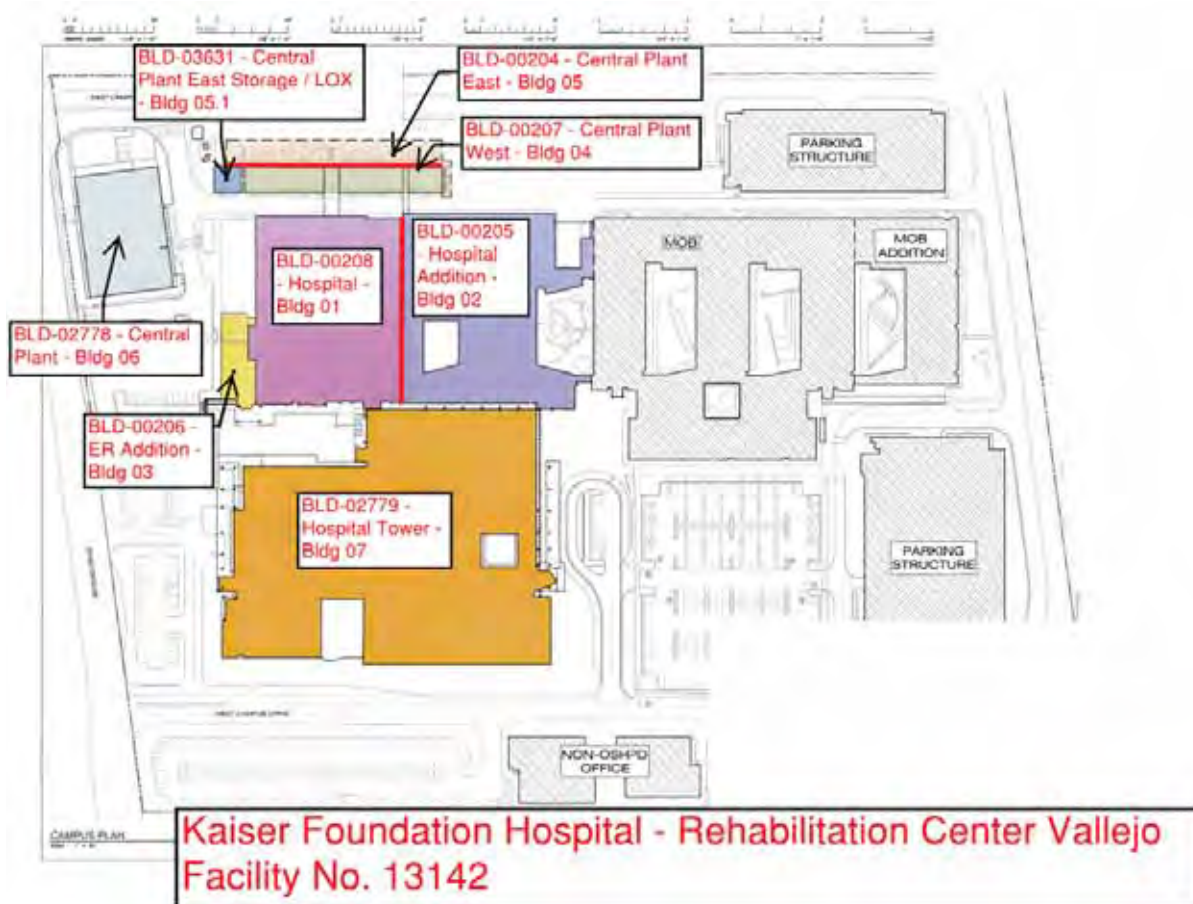 BLD-03631 - Central
Plant East Storage / LOX
- Bldg 05.1
BLD-00204 - Central Plant
East - Bldg 05
BLD-00207 - Central Plant
West - Bldg 04
PARKING
STRUCTURE
BLD-00208
- Hospital -
Bldg 01
BLD-00205
- Hospital
Addition -
Bldg 02
MOB
MOB
ADDITION
BLD-02778 - Central
Plant - Bldg 06
BLD-00206 -
ER Addition -
Bldg 03
BLD-02779 -
Hospital Tower -
Bldg 07
PARKING
STRUCTURE
NON-OSHPD
OFFICE
CAMPUS PLAN
Kaiser Foundation Hospital - Rehabilitation Center Vallejo
Facility No. 13142